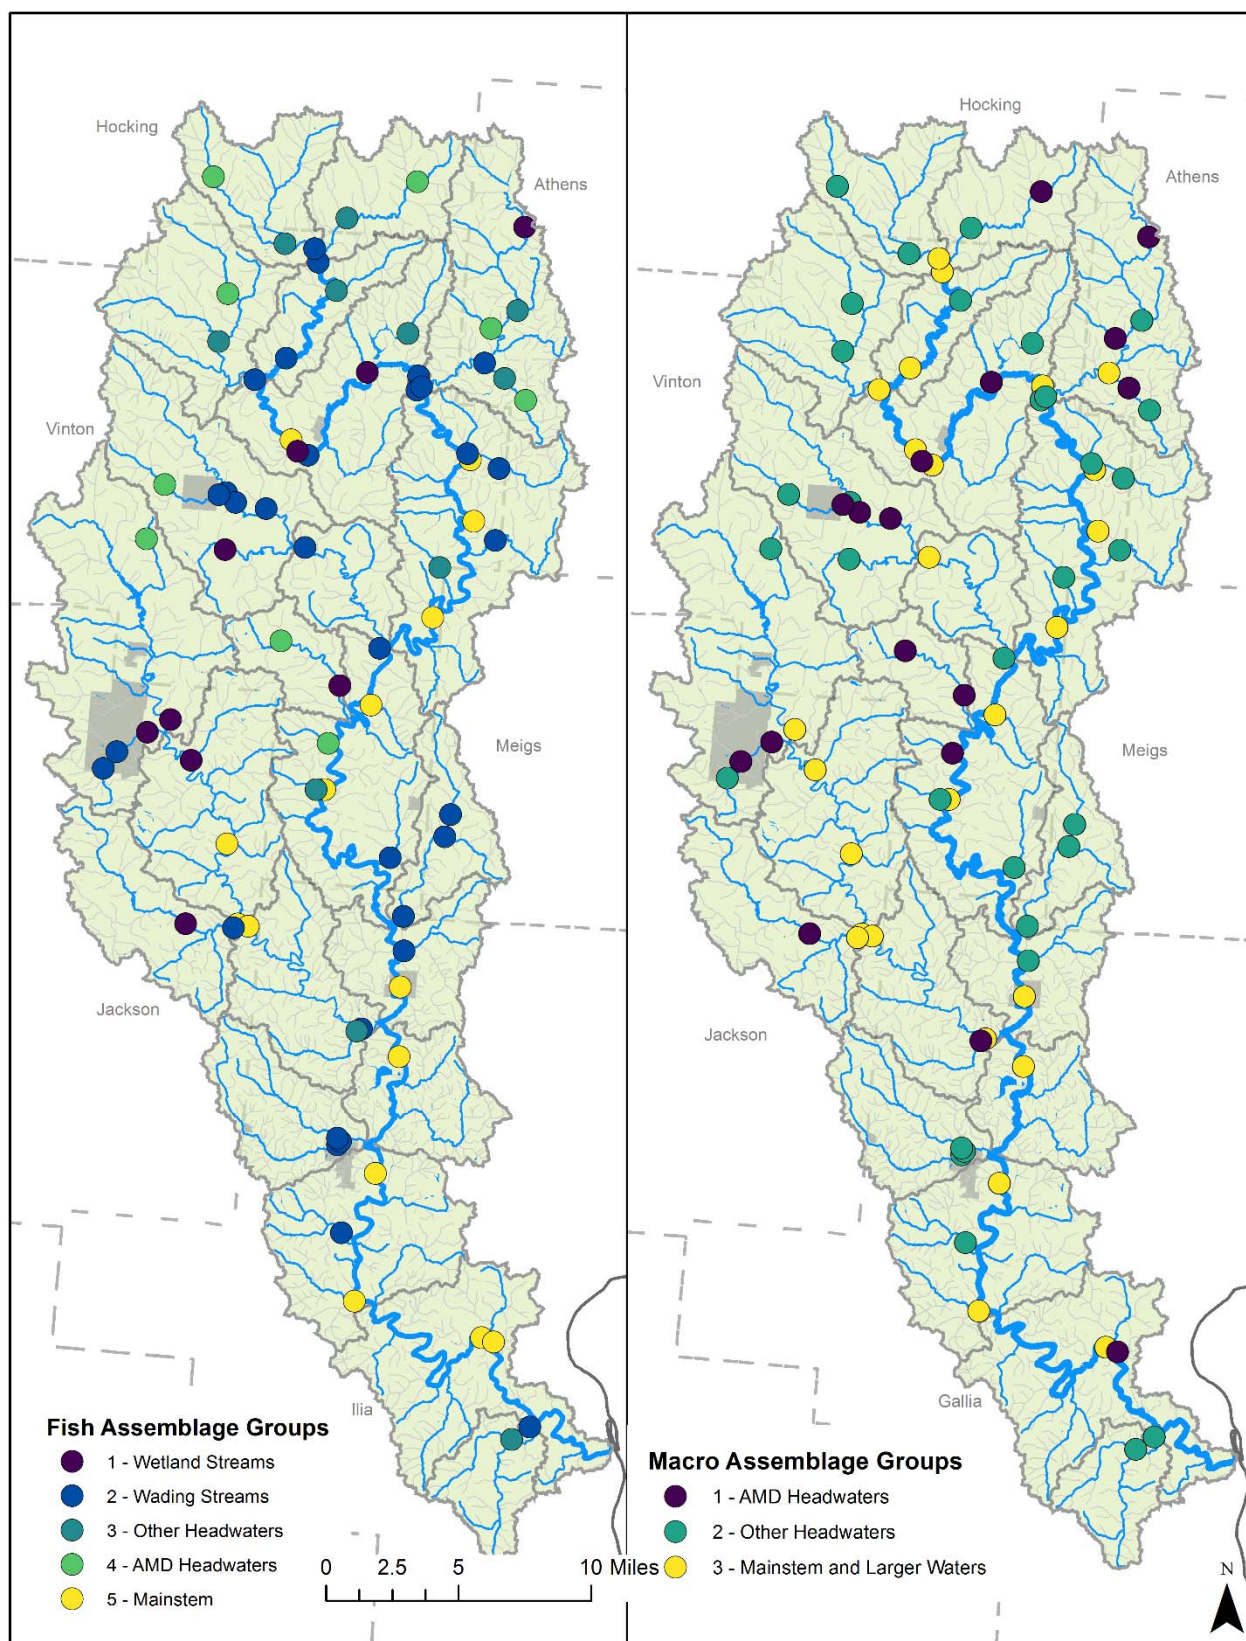 Hocking
Athens
Vinton
Meigs
Jackson
llia
Fish Assemblage Groups
1 - Wetland Streams
2 - Wading Streams
3 - Other Headwaters
4 - AMD Headwaters
5 - Mainstem
0 2.5 5 10 Miles
Hocking
Athens
Vinton
Meigs
Jackson
Gallia
Macro Assemblage Groups
1 - AMD Headwaters
2 - Other Headwaters
3 - Mainstem and Larger Waters
N